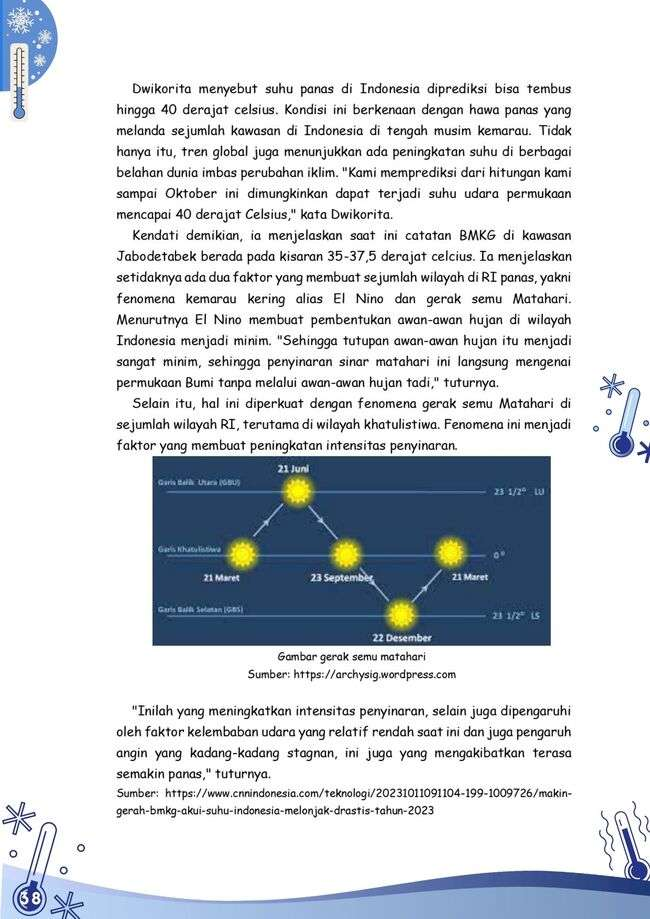 Dwikorita menyebut suhu panas di Indonesia diprediksi bisa tembus
hingga 40 derajat celsius. Kondisi ini berkenaan dengan hawa panas yang
melanda sejumlah kawasan di Indonesia di tengah musim kemarau. Tidak
hanya itu, tren global juga menunjukkan ada peningkatan suhu di berbagai
belahan dunia imbas perubahan iklim. "Kami memprediksi dari hitungan kami
sampai Oktober ini dimungkinkan dapat terjadi suhu udara permukaan
mencapai 40 derajat Celsius," kata Dwikorita.
Kendati demikian, ia menjelaskan saat ini catatan BMKG di kawasan
Jabodetabek berada pada kisaran 35-37,5 derajat celcius. Ia menjelaskan
setidaknya ada dua faktor yang membuat sejumlah wilayah di RI panas, yakni
fenomena kemarau kering alias El Nino dan gerak semu Matahari.
Menurutnya El Nino membuat pembentukan awan-awan hujan di wilayah
Indonesia menjadi minim. "Sehingga tutupan awan-awan hujan itu menjadi
sangat minim, sehingga penyinaran sinar matahari ini langsung mengenai
permukaan Bumi tanpa melalui awan-awan hujan tadi," tuturnya.
Selain itu, hal ini diperkuat dengan fenomena gerak semu Matahari di
sejumlah wilayah RI, terutama di wilayah khatulistiwa. Fenomena ini menjadi
faktor yang membuat peningkatan intensitas penyinaran.
21 Juni
Garis Balik Utara (GBU)
23 1/2° LU
Garis Khatulistiwa
0°
21 Maret
23 September
21 Maret
Garis Balik Selatan (GBS)
23 1/2° LS
22 Desember
Gambar gerak semu matahari
Sumber: https://archysig.wordpress.com
"Inilah yang meningkatkan intensitas penyinaran, selain juga dipengaruhi
oleh faktor kelembaban udara yang relatif rendah saat ini dan juga pengaruh
angin yang kadang-kadang stagnan, ini juga yang mengakibatkan terasa
semakin panas," tuturnya.
Sumber: https://www.cnnindonesia.com/teknologi/20231011091104-199-1009726/makin-
gerah-bmkg-akui-suhu-indonesia-melonjak-drastis-tahun-2023
38